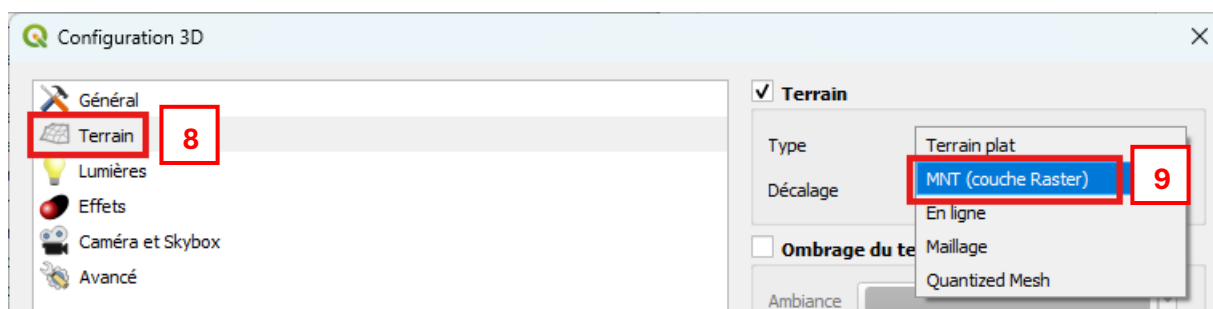 Configuration 3D
Général
Terrain
8
Lumières
Effets
Caméra et Skybox
Avancé
Terrain
Type
Terrain plat
MNT (couche Raster)
9
Décalage
En ligne
Ombrage du te
Maillage
Quantized Mesh
Ambiance